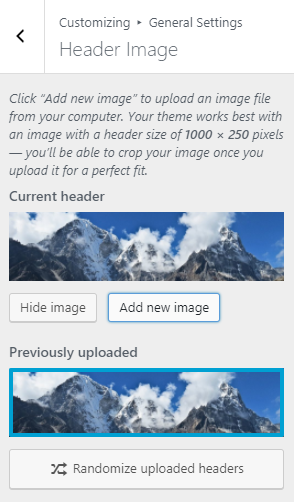 Customizing ▸ General Settings
Header Image
Click "Add new image" to upload an image file
from your computer. Your theme works best with
an image with a header size of 1000 × 250 pixels
— you'll be able to crop your image once you
upload it for a perfect fit.
Current header
Hide image
Add new image
Previously uploaded
Randomize uploaded headers